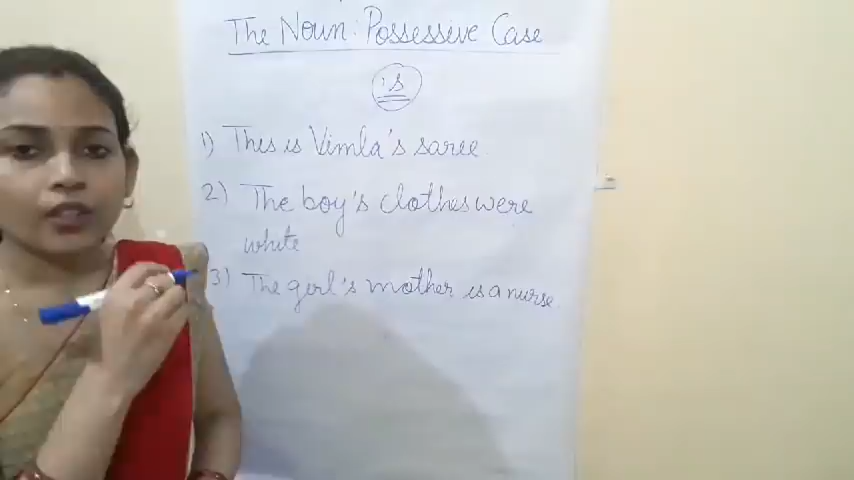 The Noun: Possessive Case
's
1) This is Vimla's saree
2) The boy's clothes were
white
3) The girl's mother is a nurse.